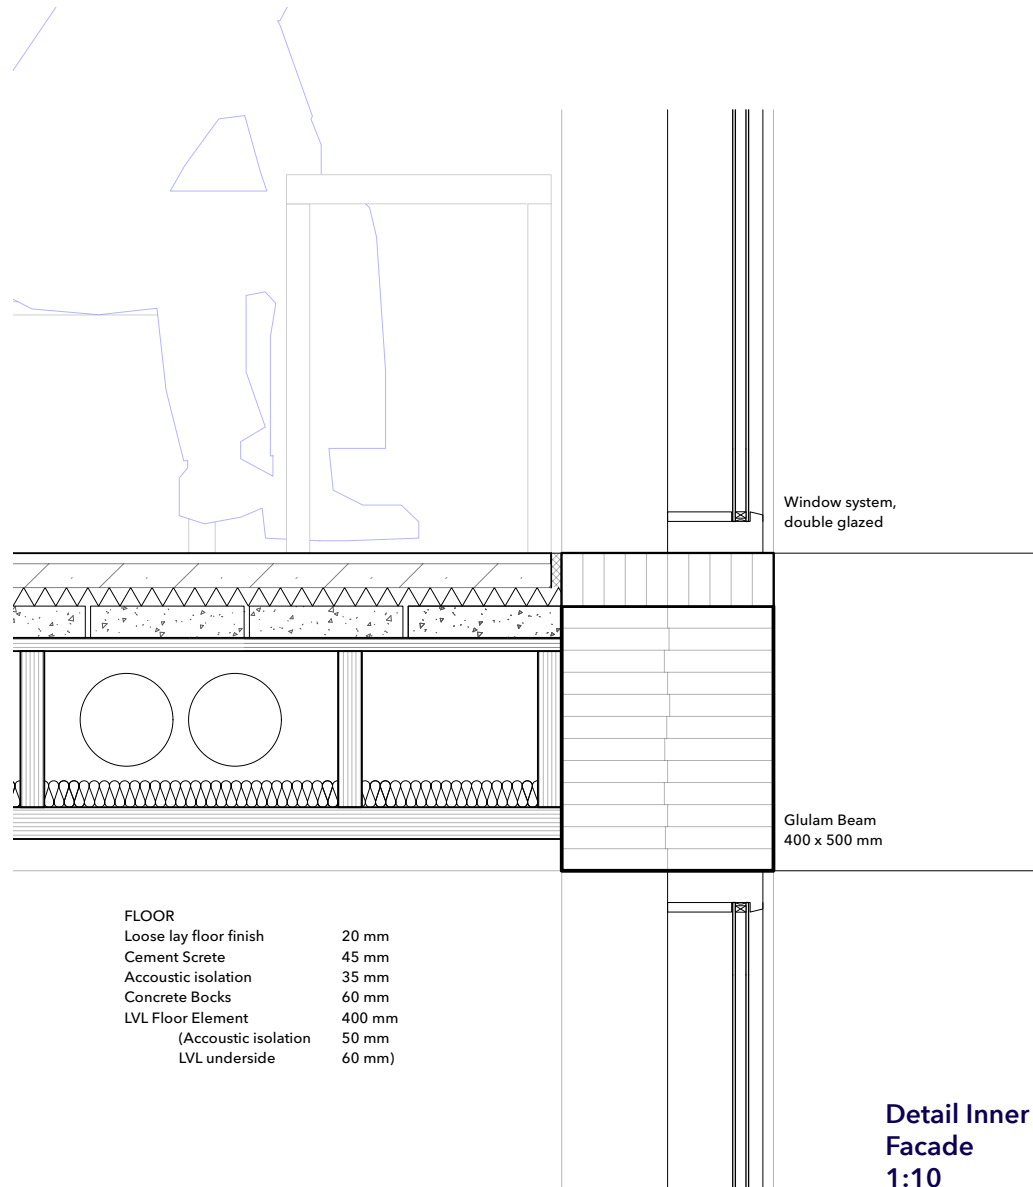 Window system,
double glazed
Glulam Beam
400 x 500 mm
FLOOR
Loose lay floor finish 20 mm
Cement Screte 45 mm
Accoustic isolation 35 mm
Concrete Bocks 60 mm
LVL Floor Element 400 mm
(Accoustic isolation 50 mm
LVL underside 60 mm)
Detail Inner
Facade
1:10